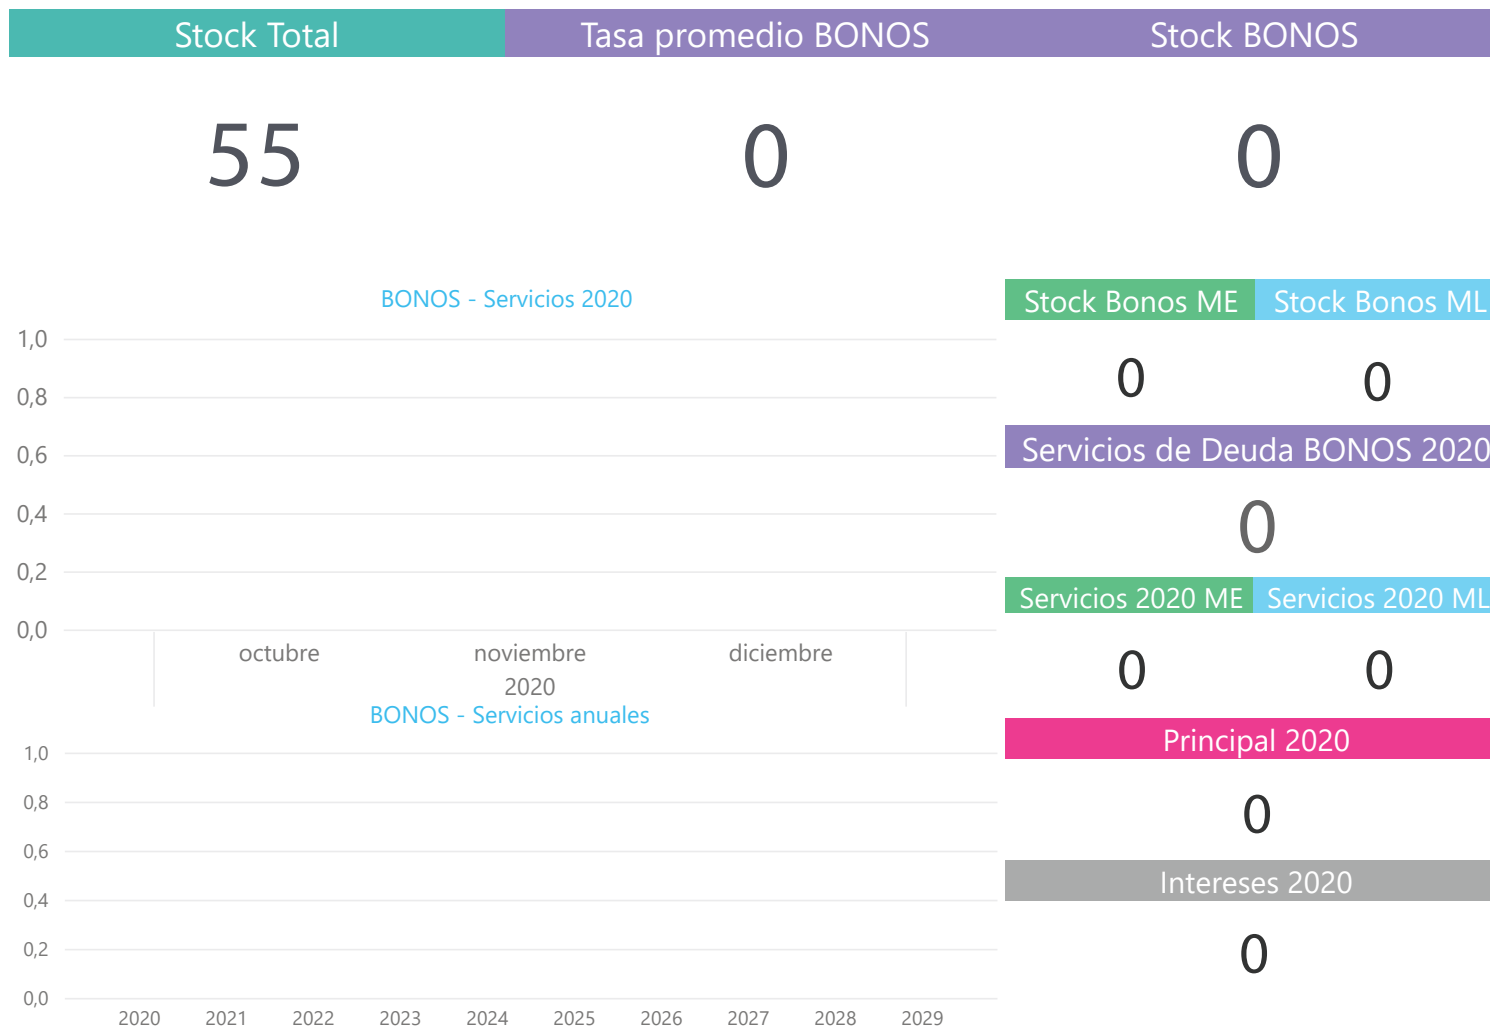 Stock Total
Tasa promedio BONOS
Stock BONOS
55
0
0
BONOS - Servicios 2020
1,0
0,8
0,6
0,4
0,2
0,0
octubre
noviembre
diciembre
2020
BONOS - Servicios anuales
1,0
0,8
0,6
0,4
0,2
0,0
2020
2021
2022
2023
2024
2025
2026
2027
2028
2029
Stock Bonos ME
Stock Bonos ML
0
0
Servicios de Deuda BONOS 2020
0
Servicios 2020 ME
Servicios 2020 ML
0
0
Principal 2020
0
Intereses 2020
0